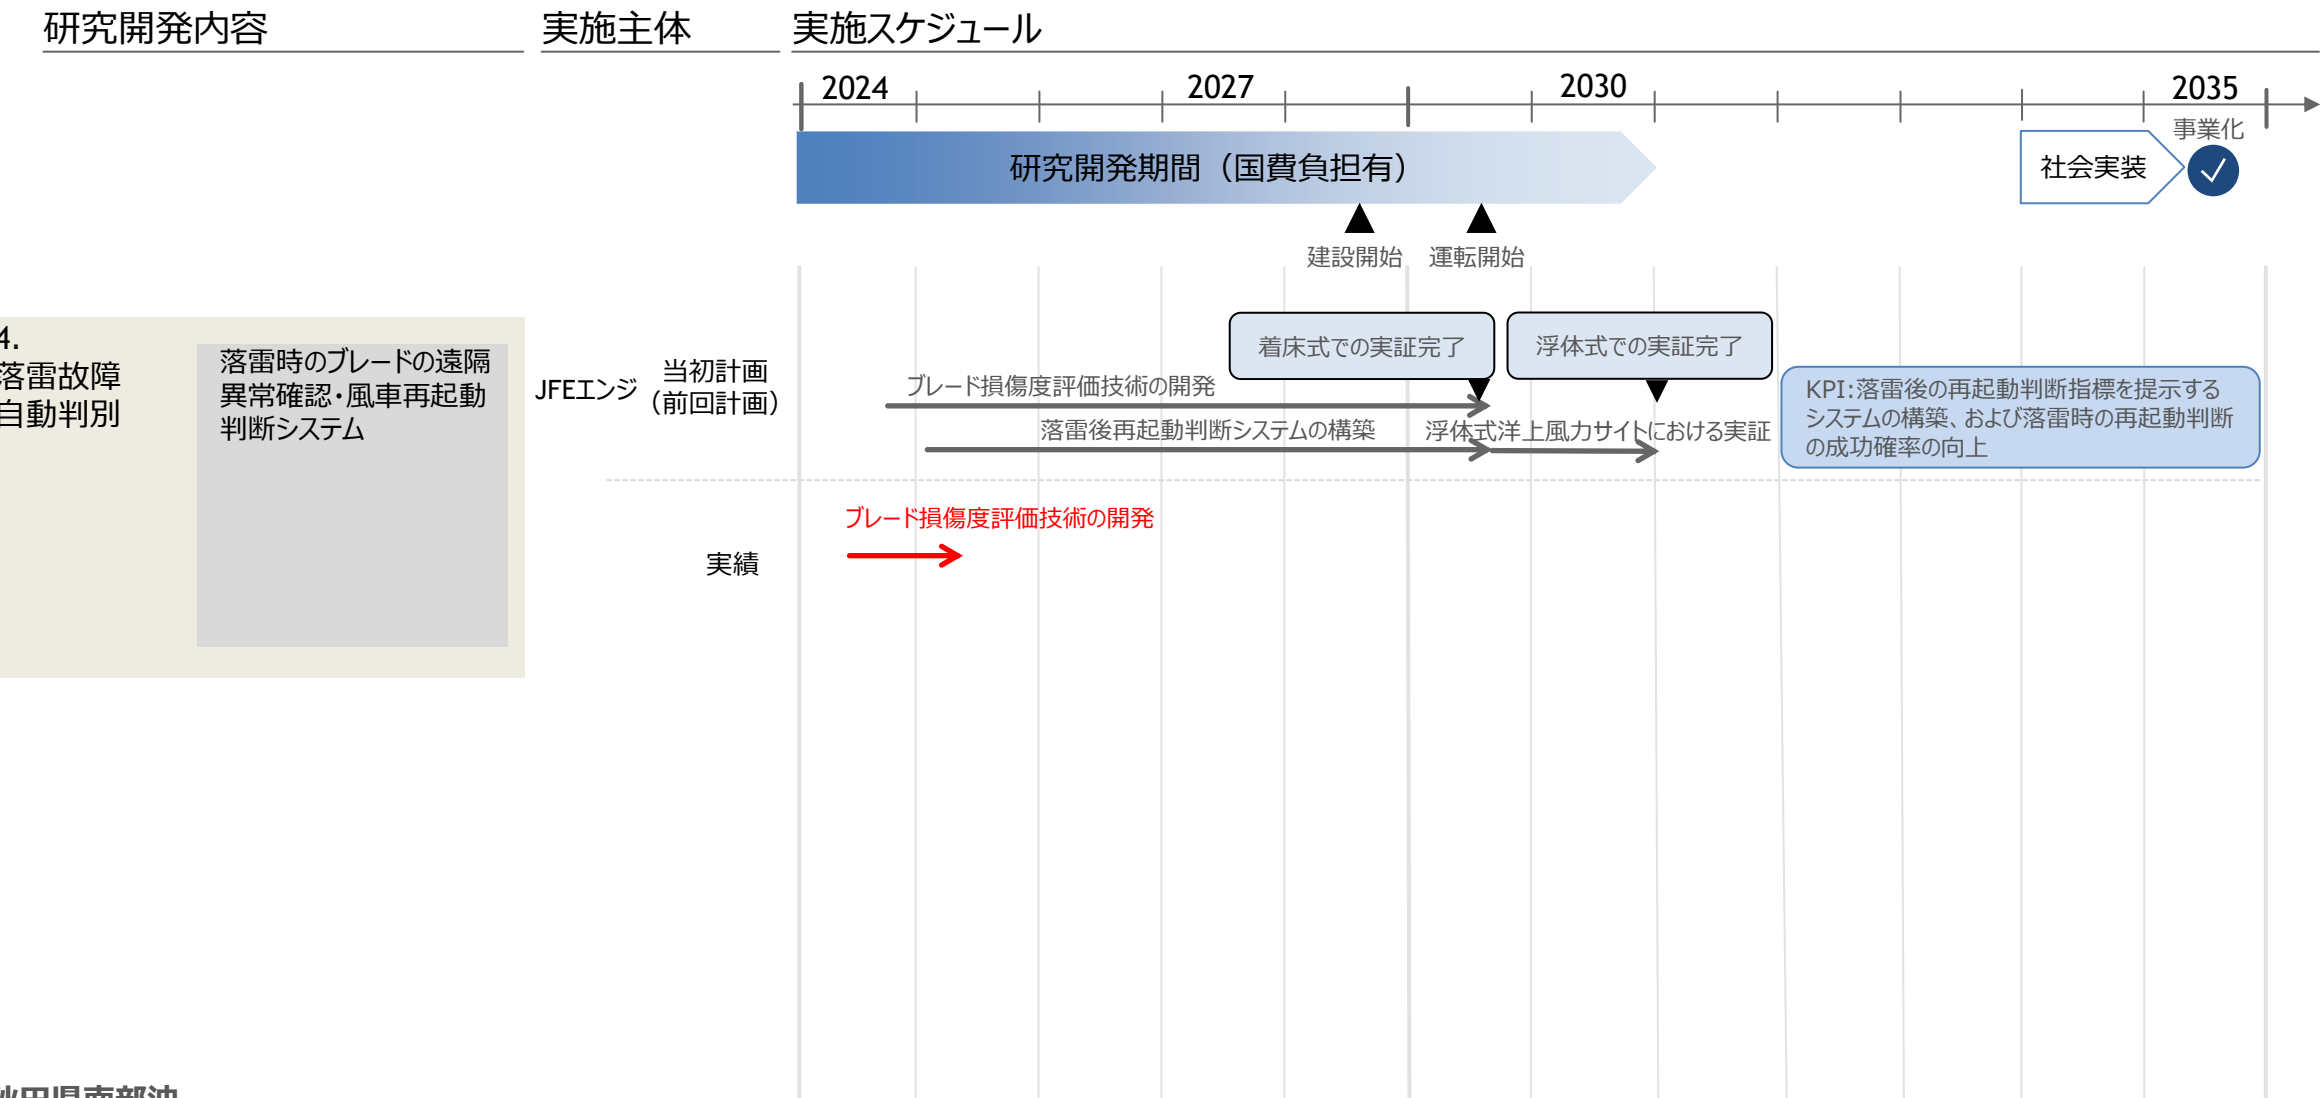 研究開発内容
実施主体
実施スケジュール
2024
2027
2030
2035
事業化
研究開発期間（国費負担有）
社会実装
建設開始
運転開始
4.
落雷故障
自動判別
落雷時のブレードの遠隔
異常確認・風車再起動
判断システム
JFEエンジ
当初計画
（前回計画）
着床式での実証完了
浮体式での実証完了
ブレード損傷度評価技術の開発
落雷後再起動判断システムの構築
浮体式洋上風力サイトにおける実証
KPI:落雷後の再起動判断指標を提示する
システムの構築、および落雷時の再起動判断
の成功確率の向上
実績
ブレード損傷度評価技術の開発
秋田県南部沖